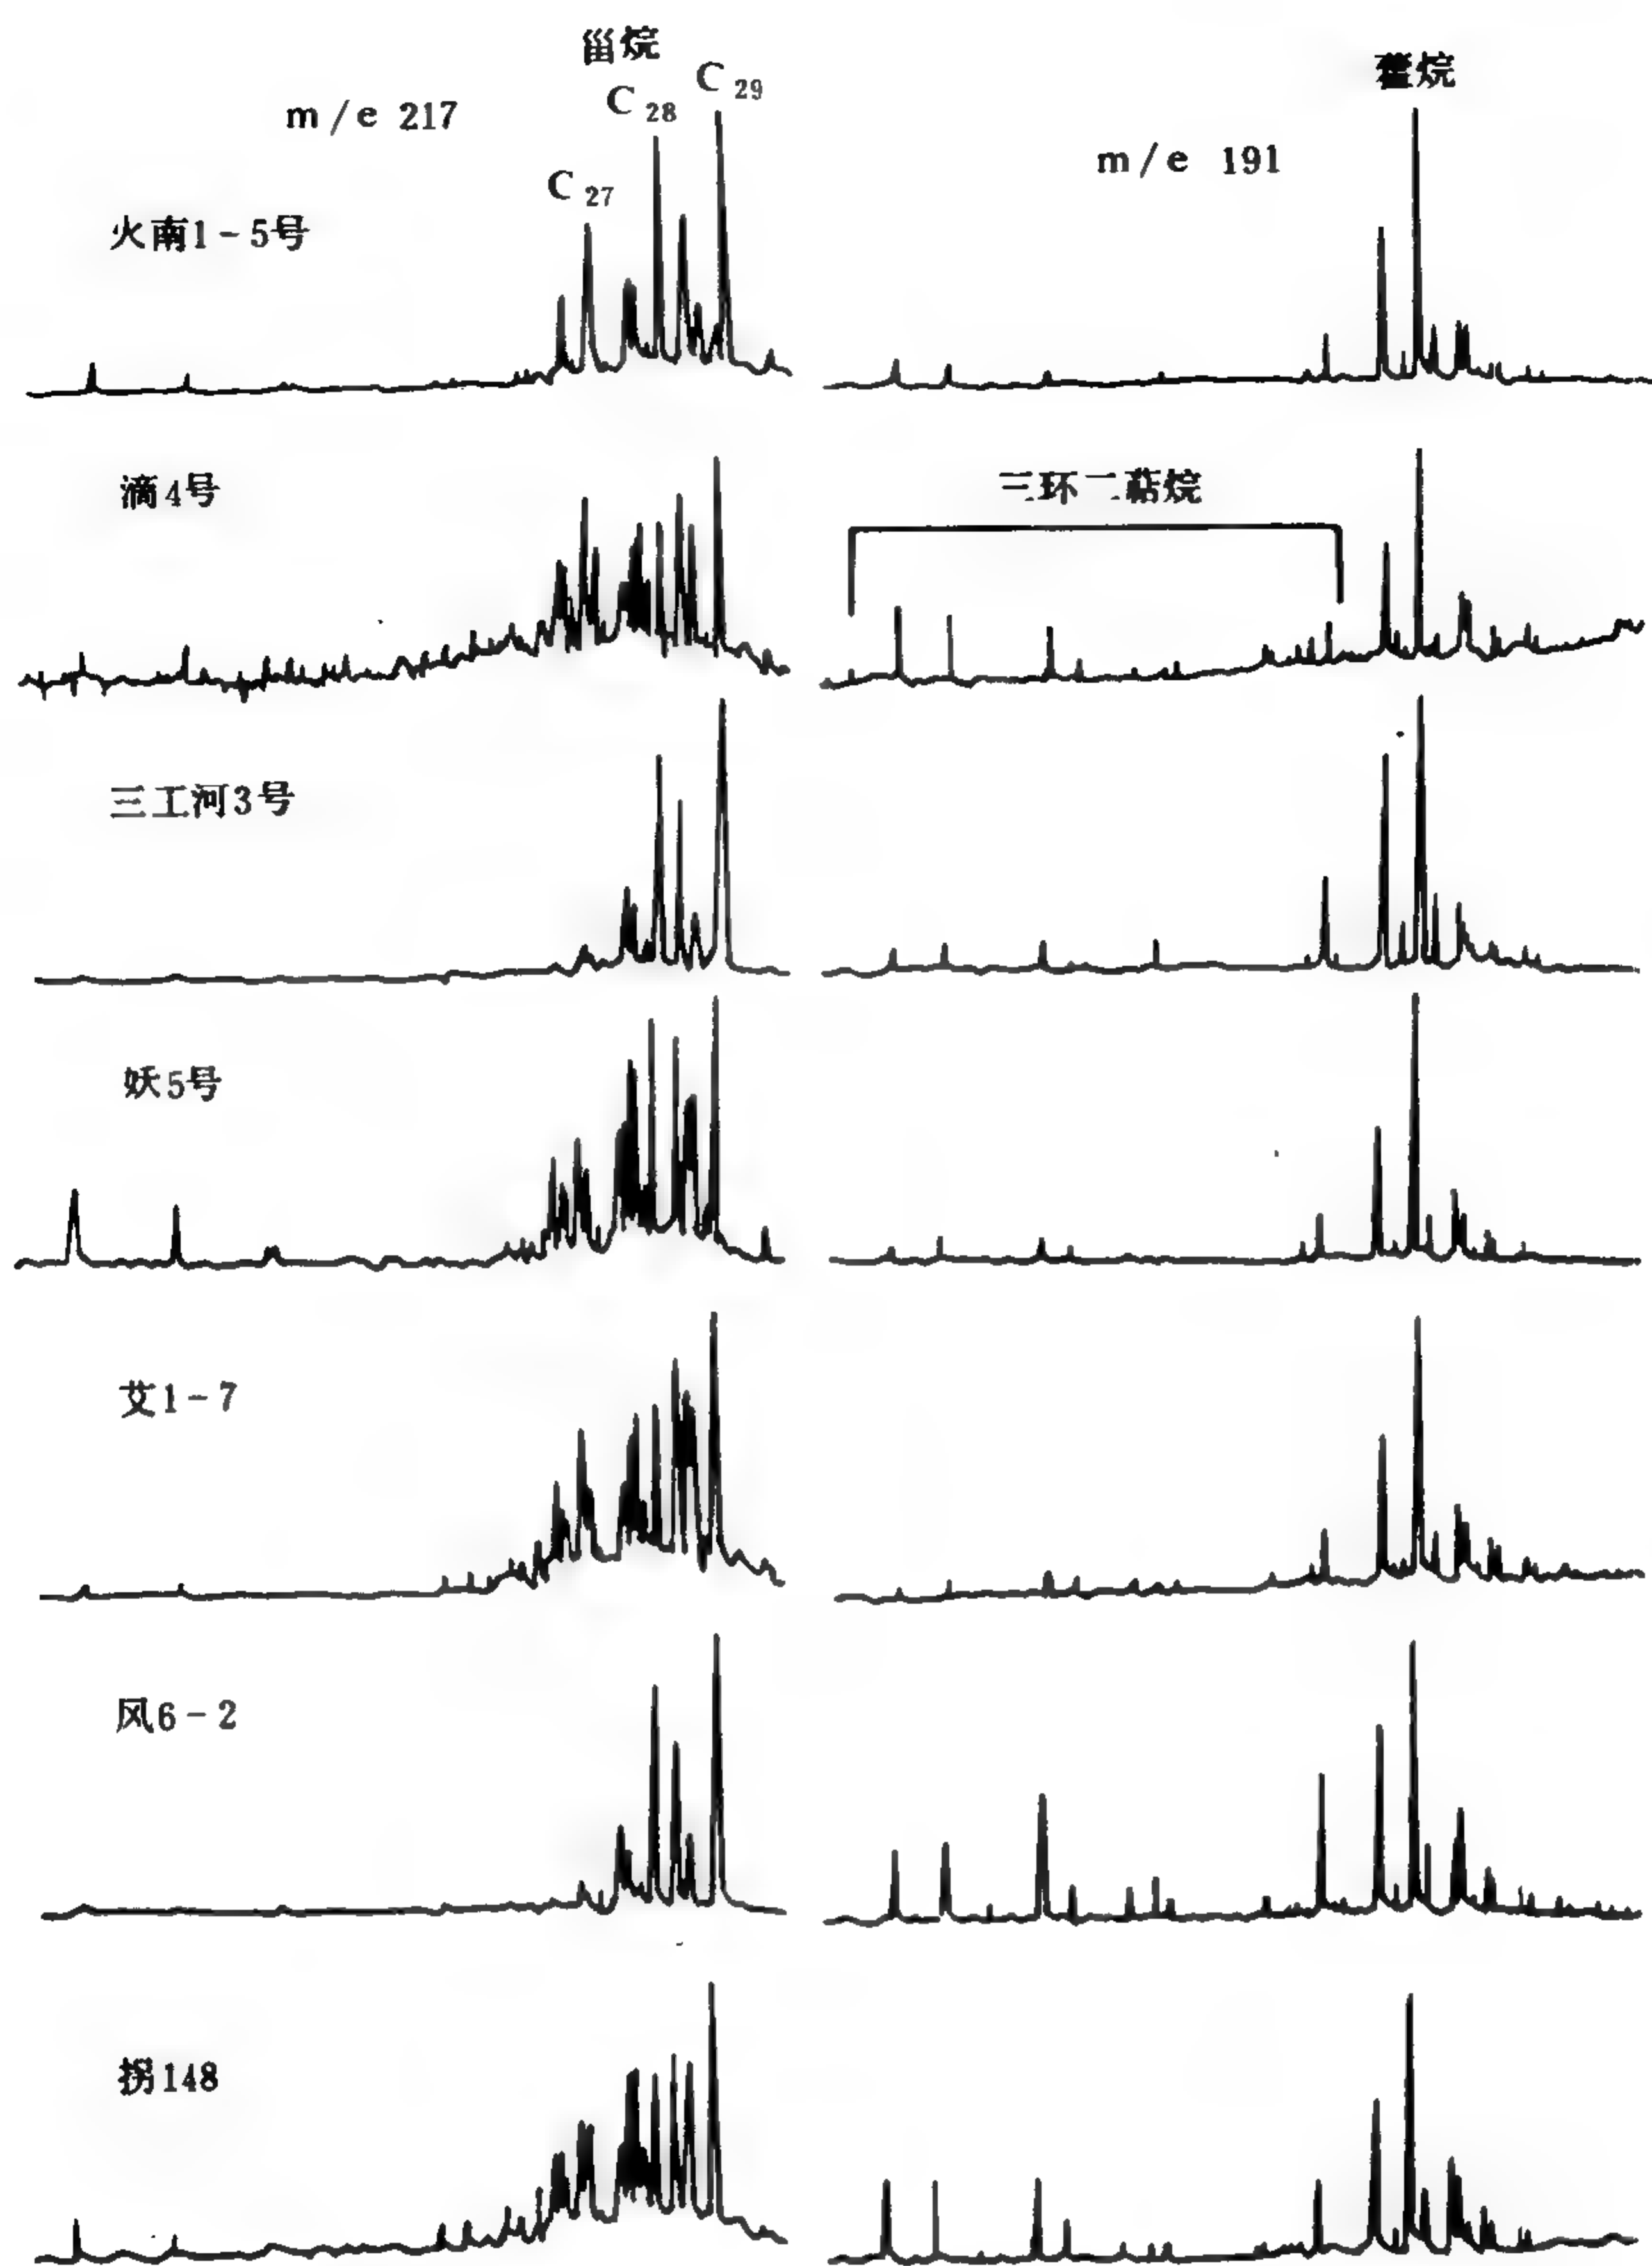 甾烷
C 29
C 28
m/e 217
C 27
火南1-5号
藿烷
m/e 191
滴4号
三环二萜烷
三工河3号
妖5号
艾1-7
风6-2
拐148